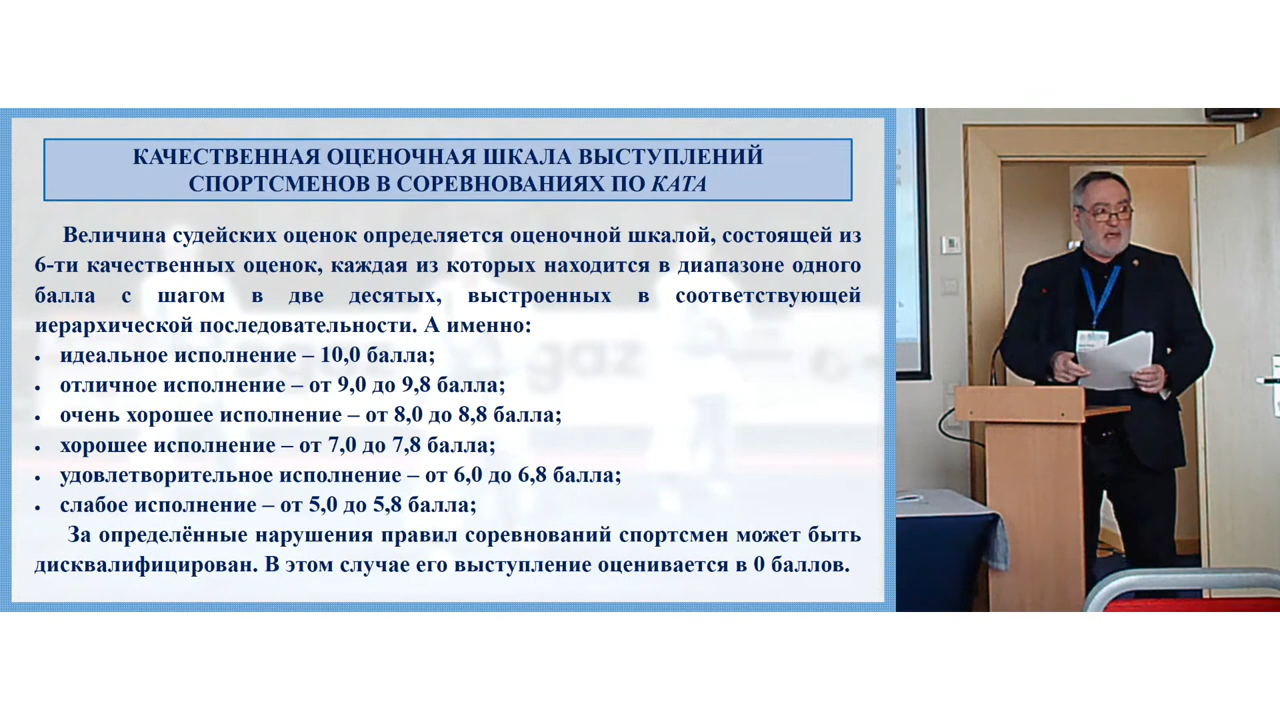 КАЧЕСТВЕННАЯ ОЦЕНОЧНАЯ ШКАЛА ВЫСТУПЛЕНИЙ
СПОРТСМЕНОВ В СОРЕВНОВАНИЯХ ПО КАТА
Величина судейских оценок определяется оценочной шкалой, состоящей из
6-ти качественных оценок, каждая из которых находится в диапазоне одного
балла с шагом в две десятых, выстроенных в соответствующей
иерархической последовательности. А именно:
• идеальное исполнение – 10,0 балла;
• отличное исполнение – от 9,0 до 9,8 балла;
• очень хорошее исполнение – от 8,0 до 8,8 балла;
• хорошее исполнение – от 7,0 до 7,8 балла;
• удовлетворительное исполнение – от 6,0 до 6,8 балла;
• слабое исполнение – от 5,0 до 5,8 балла;
За определённые нарушения правил соревнований спортсмен может быть
дисквалифицирован. В этом случае его выступление оценивается в 0 баллов.